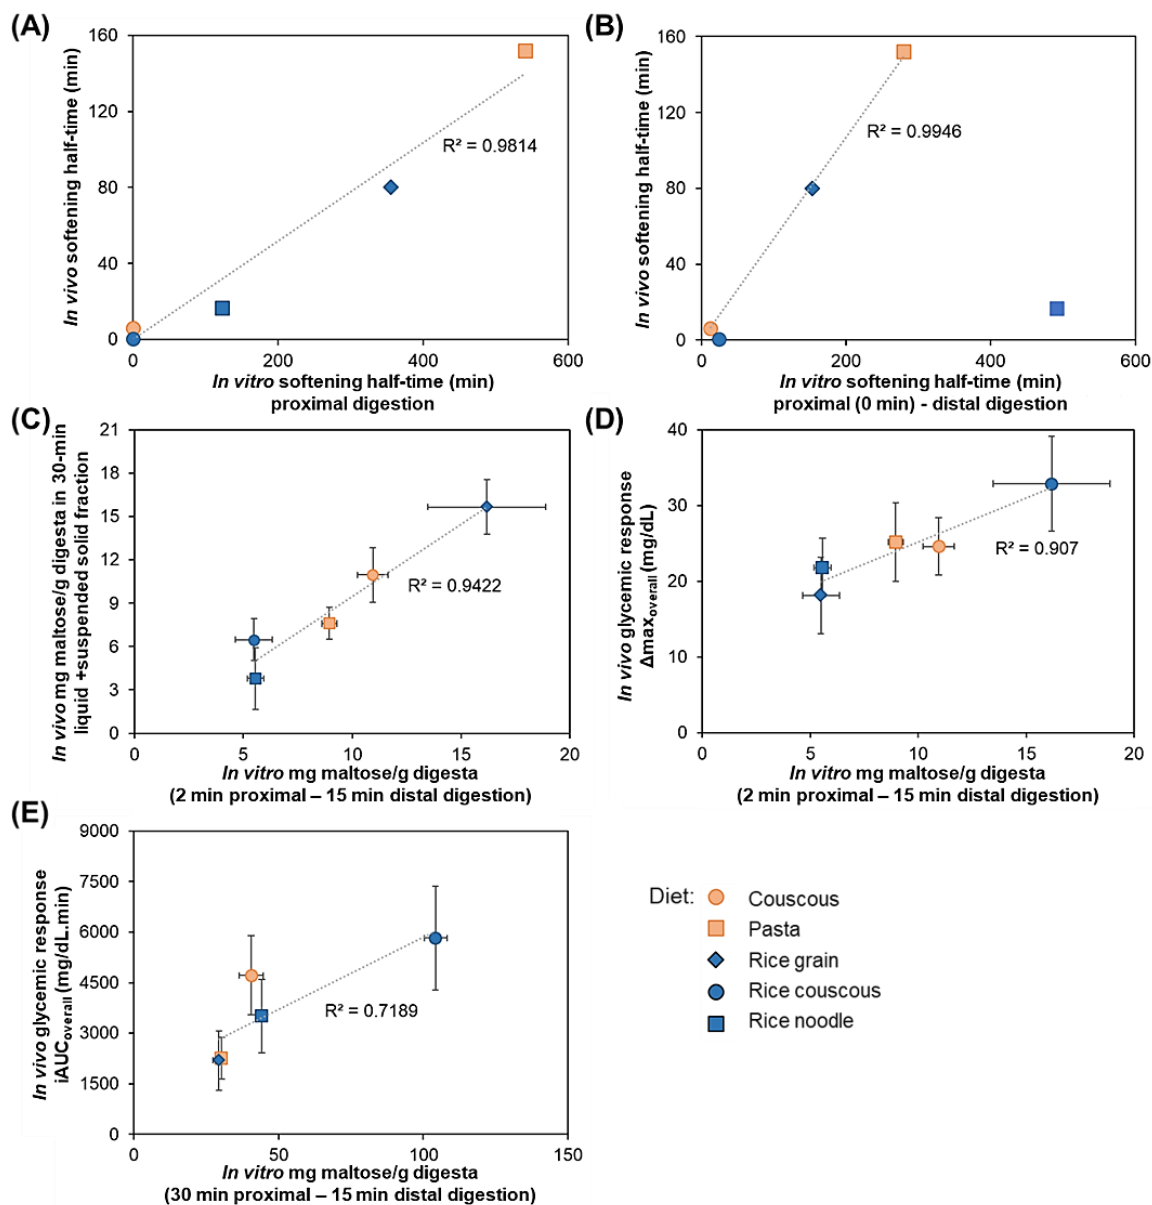 (A)
160
120
80
40
0
In vivo softening half-time (min)
R² = 0.9814
0 200 400 600
In vitro softening half-time (min)
proximal digestion
(B)
160
120
80
40
0
In vivo softening half-time (min)
R² = 0.9946
0 200 400 600
In vitro softening half-time (min)
proximal (0 min) - distal digestion
(C)
21
18
15
12
9
6
3
0
In vivo mg maltose/g digesta in 30-min
liquid +suspended solid fraction
R² = 0.9422
0 5 10 15 20
In vitro mg maltose/g digesta
(2 min proximal – 15 min distal digestion)
(D)
40
30
20
10
0
In vivo glycemic response
Δmaxoverall (mg/dL)
R² = 0.907
0 5 10 15 20
In vitro mg maltose/g digesta
(2 min proximal – 15 min distal digestion)
(E)
9000
7500
6000
4500
3000
1500
0
In vivo glycemic response
iAUCoverall (mg/dL.min)
R² = 0.7189
0 50 100 150
In vitro mg maltose/g digesta
(30 min proximal – 15 min distal digestion)
Diet:
Couscous
Pasta
Rice grain
Rice couscous
Rice noodle